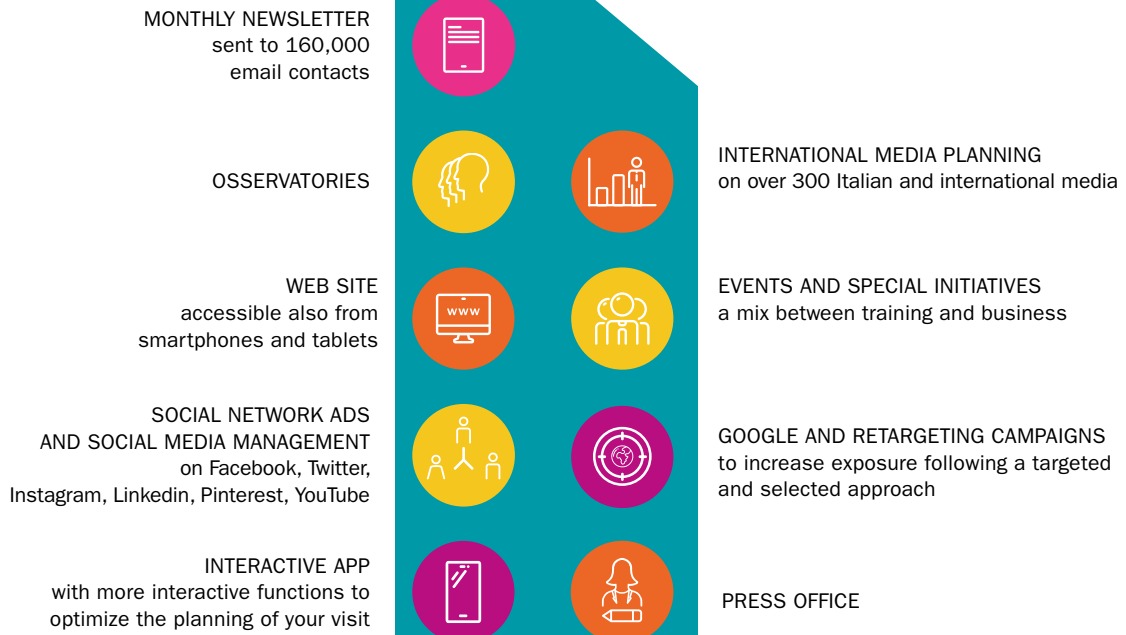 MONTHLY NEWSLETTER
sent to 160,000
email contacts
OSSERVATORIES
INTERNATIONAL MEDIA PLANNING
on over 300 Italian and international media
WEB SITE
accessible also from
smartphones and tablets
www
EVENTS AND SPECIAL INITIATIVES
a mix between training and business
SOCIAL NETWORK ADS
AND SOCIAL MEDIA MANAGEMENT
on Facebook, Twitter,
Instagram, Linkedin, Pinterest, YouTube
GOOGLE AND RETARGETING CAMPAIGNS
to increase exposure following a targeted
and selected approach
INTERACTIVE APP
with more interactive functions to
optimize the planning of your visit
PRESS OFFICE